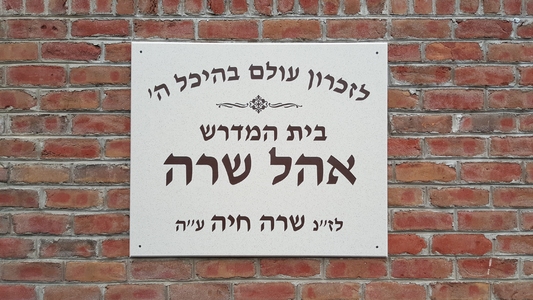 לזכרון עולם בהיכל ה'
בית המדרש
אהל שרה
לז"נ שרה חיה ע"ה